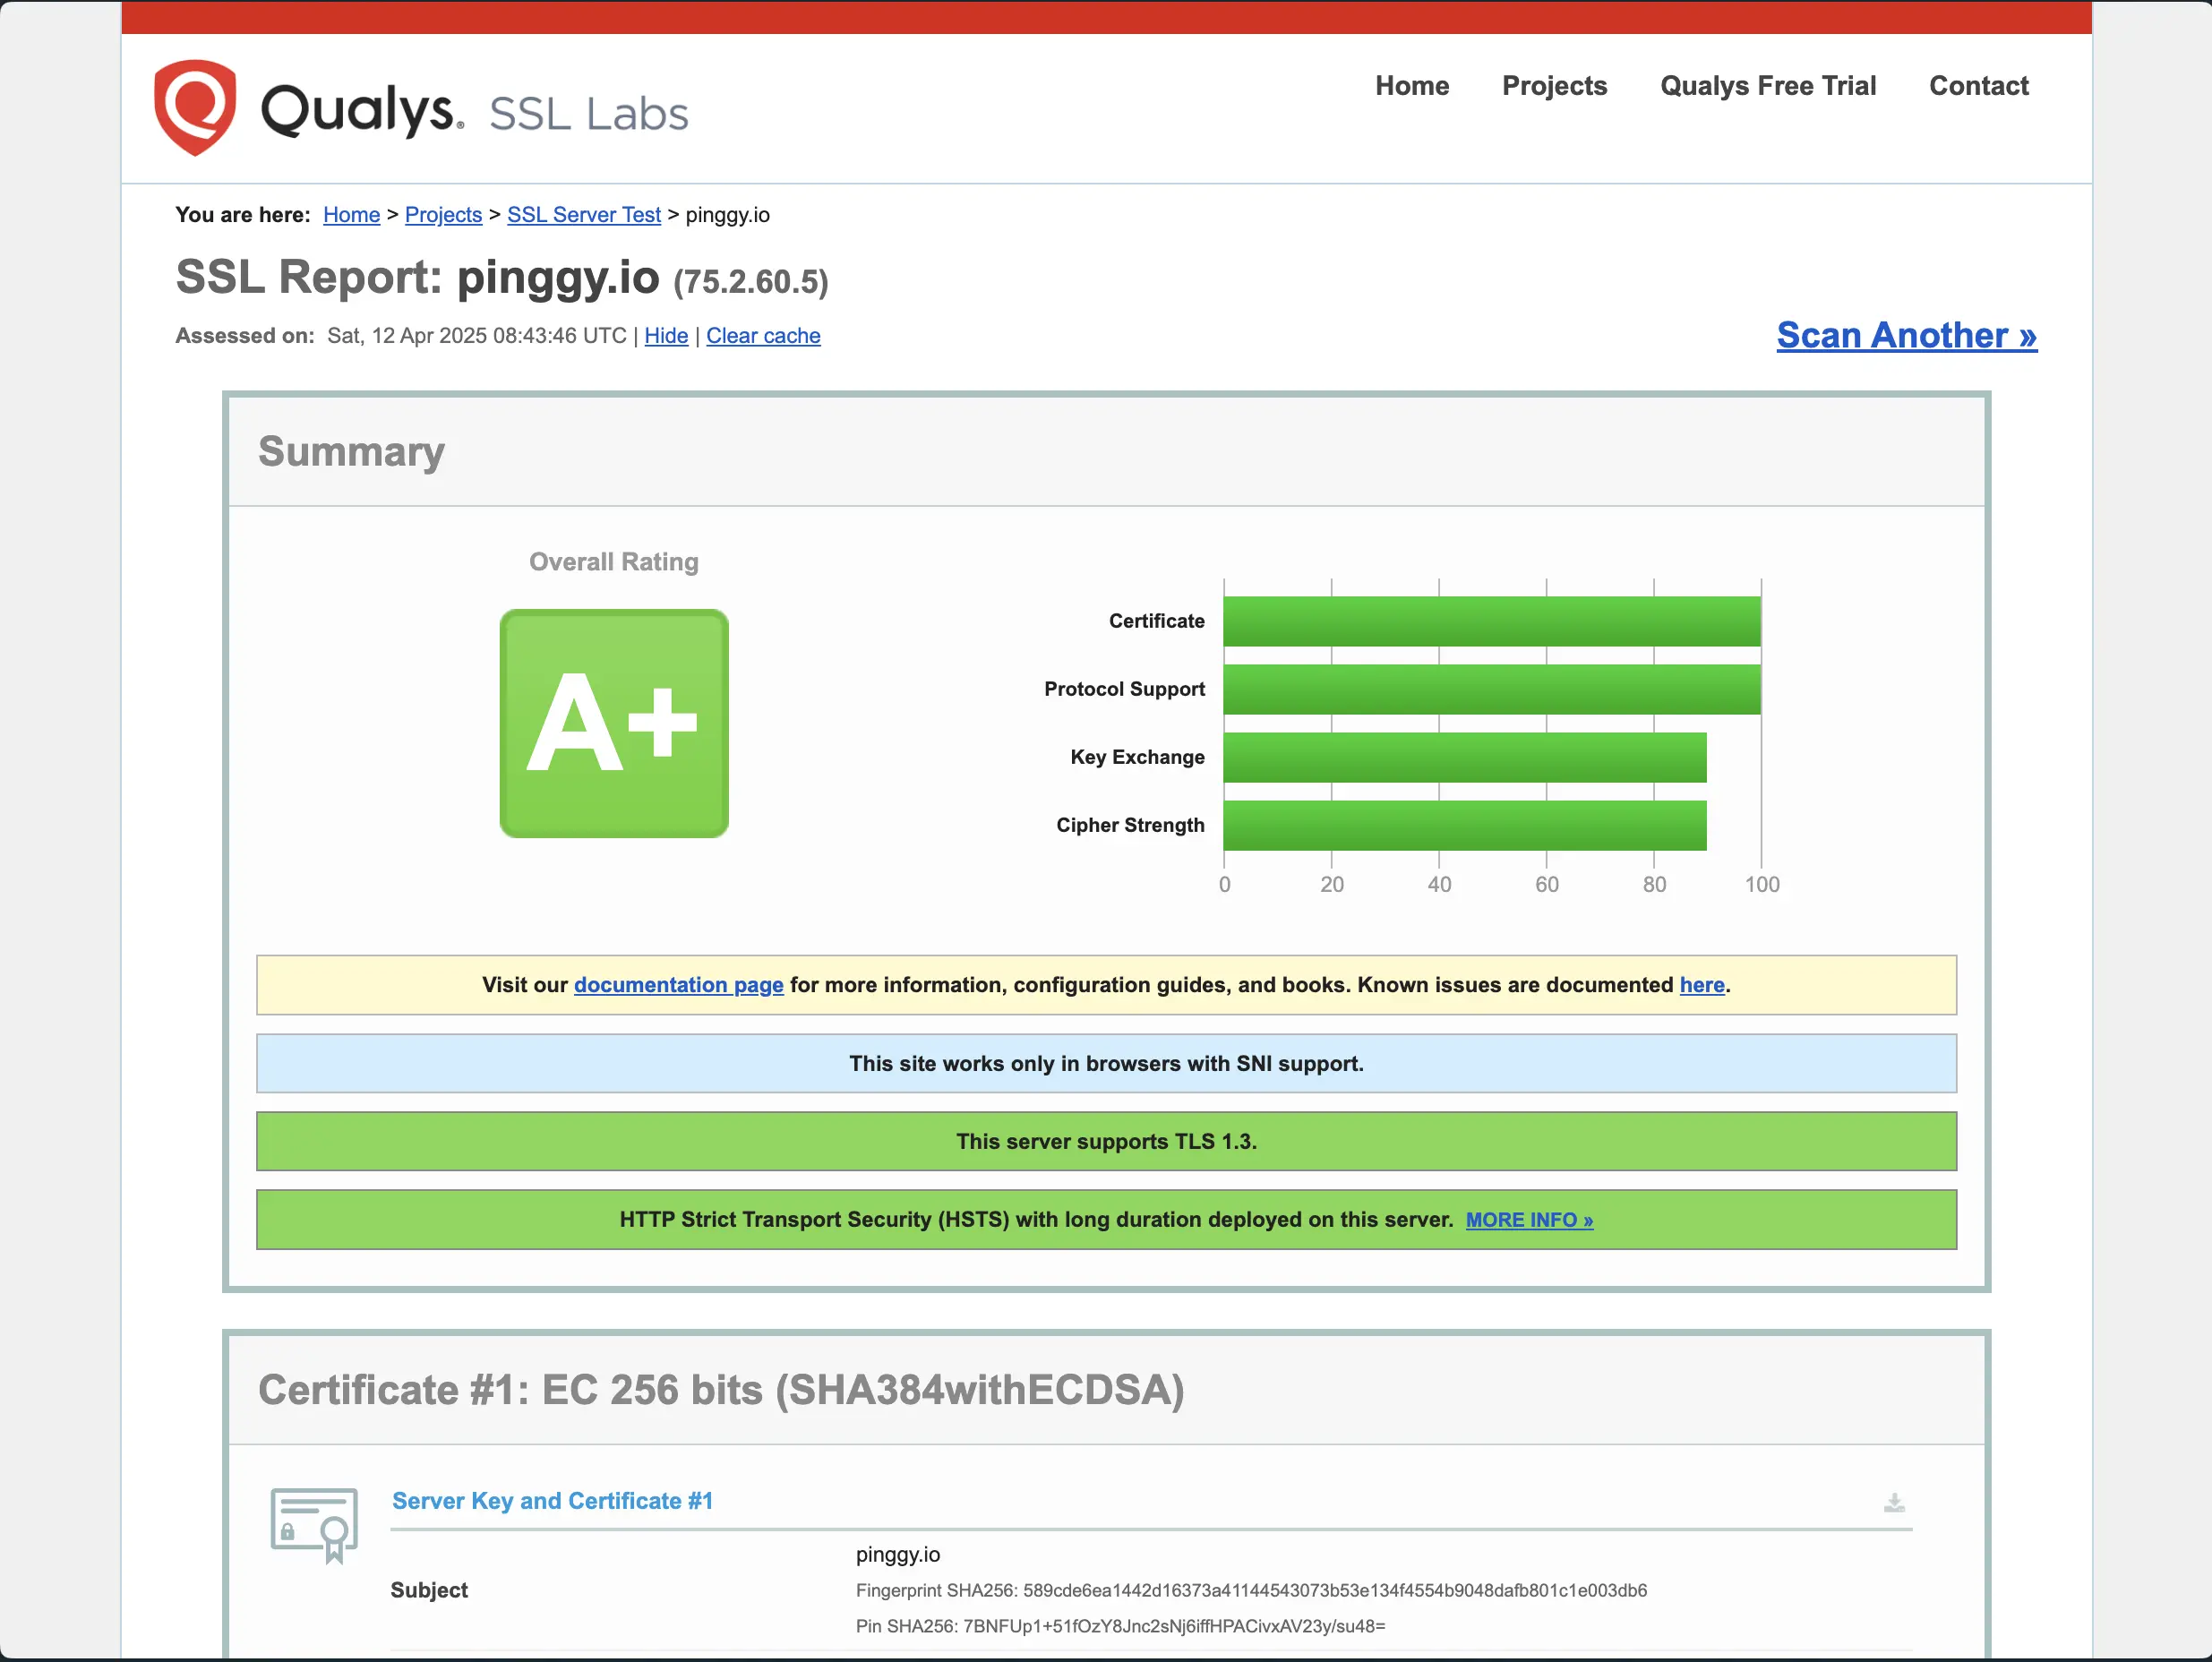 Qualys. SSL Labs
Home Projects Qualys Free Trial Contact
You are here: Home > Projects > SSL Server Test > pinggy.io
SSL Report: pinggy.io (75.2.60.5)
Assessed on: Sat, 12 Apr 2025 08:43:46 UTC | Hide | Clear cache
Scan Another »
Summary
Overall Rating
A+
Certificate
Protocol Support
Key Exchange
Cipher Strength
0 20 40 60 80 100
Visit our documentation page for more information, configuration guides, and books. Known issues are documented here.
This site works only in browsers with SNI support.
This server supports TLS 1.3.
HTTP Strict Transport Security (HSTS) with long duration deployed on this server. MORE INFO »
Certificate #1: EC 256 bits (SHA384withECDSA)
Server Key and Certificate #1
Subject
pinggy.io
Fingerprint SHA256: 589cde6ea1442d16373a41144543073b53e134f4554b9048dafb801c1e003db6
Pin SHA256: 7BNFUp1+51fOzY8Jnc2sNj6iffHPACivxAV23y/su48=